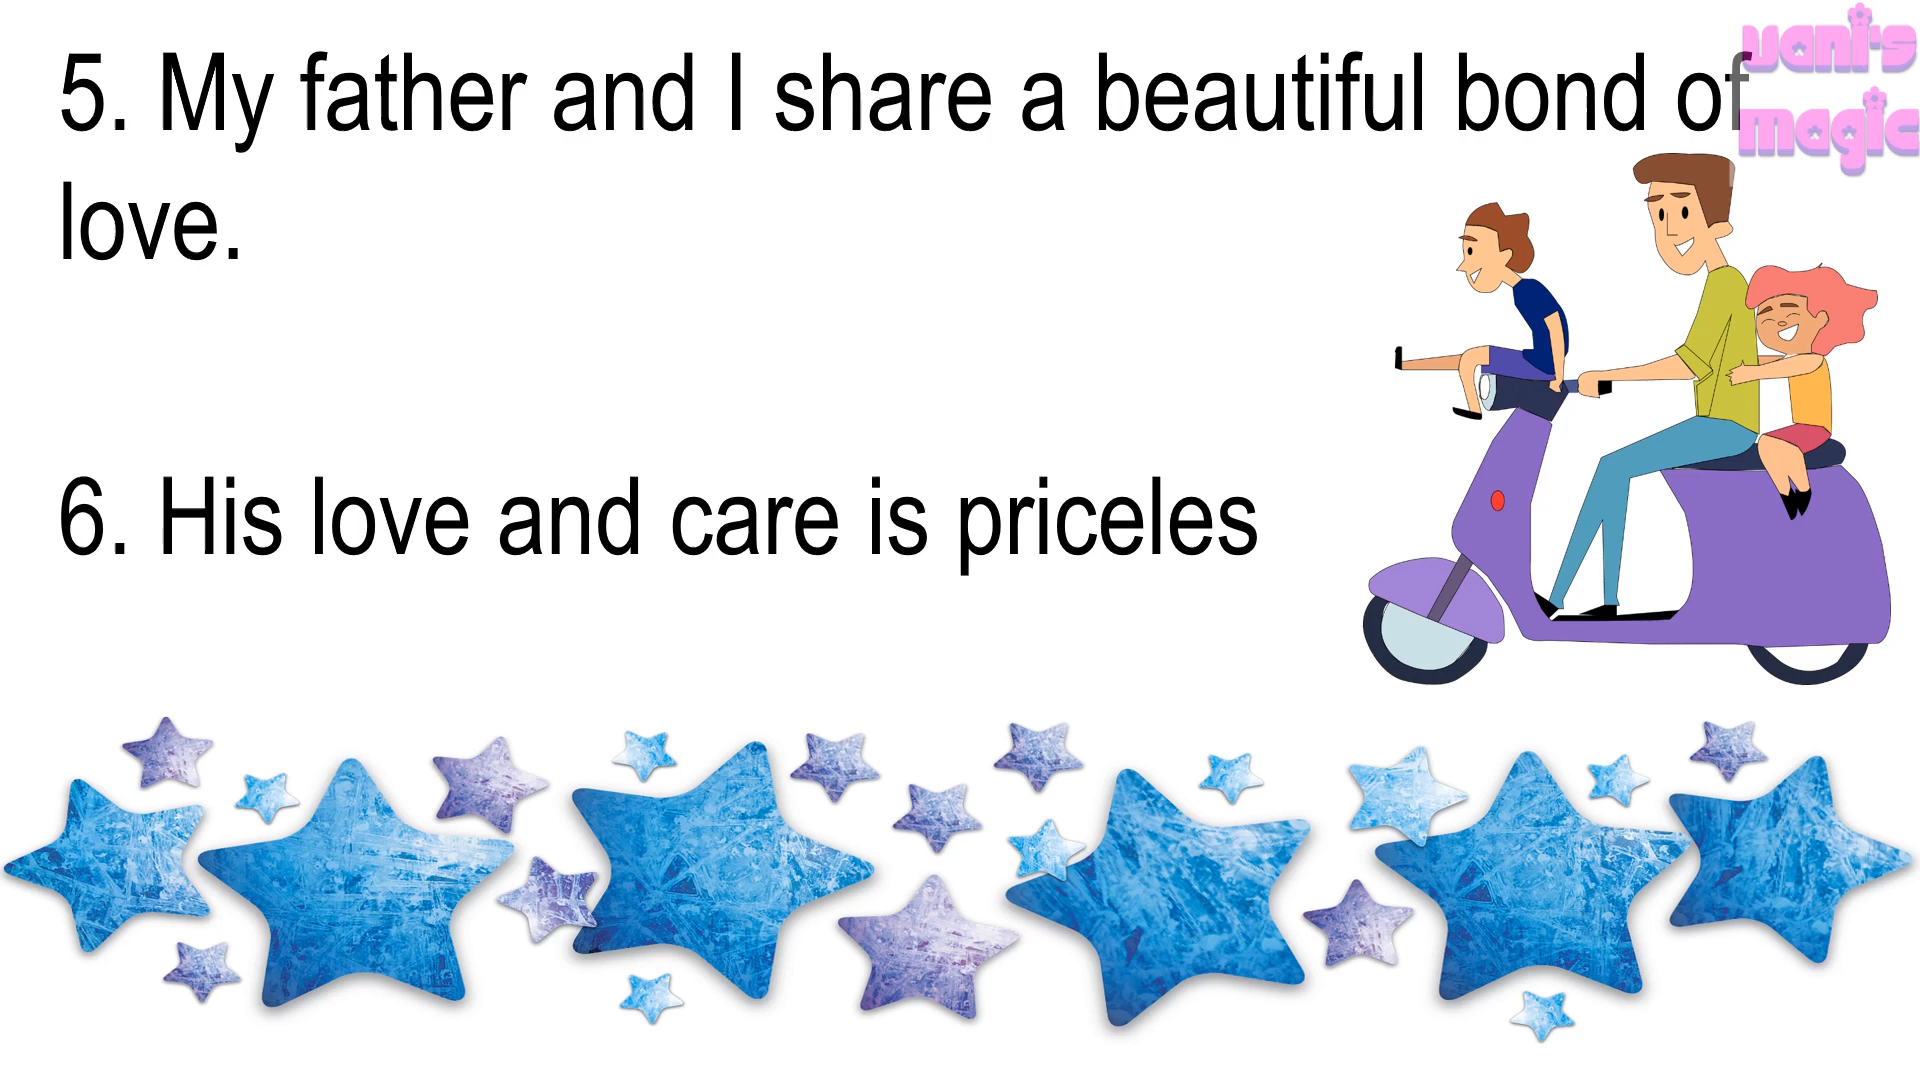 5. My father and I share a beautiful bond of
love.
6. His love and care is priceles
vani's
magic